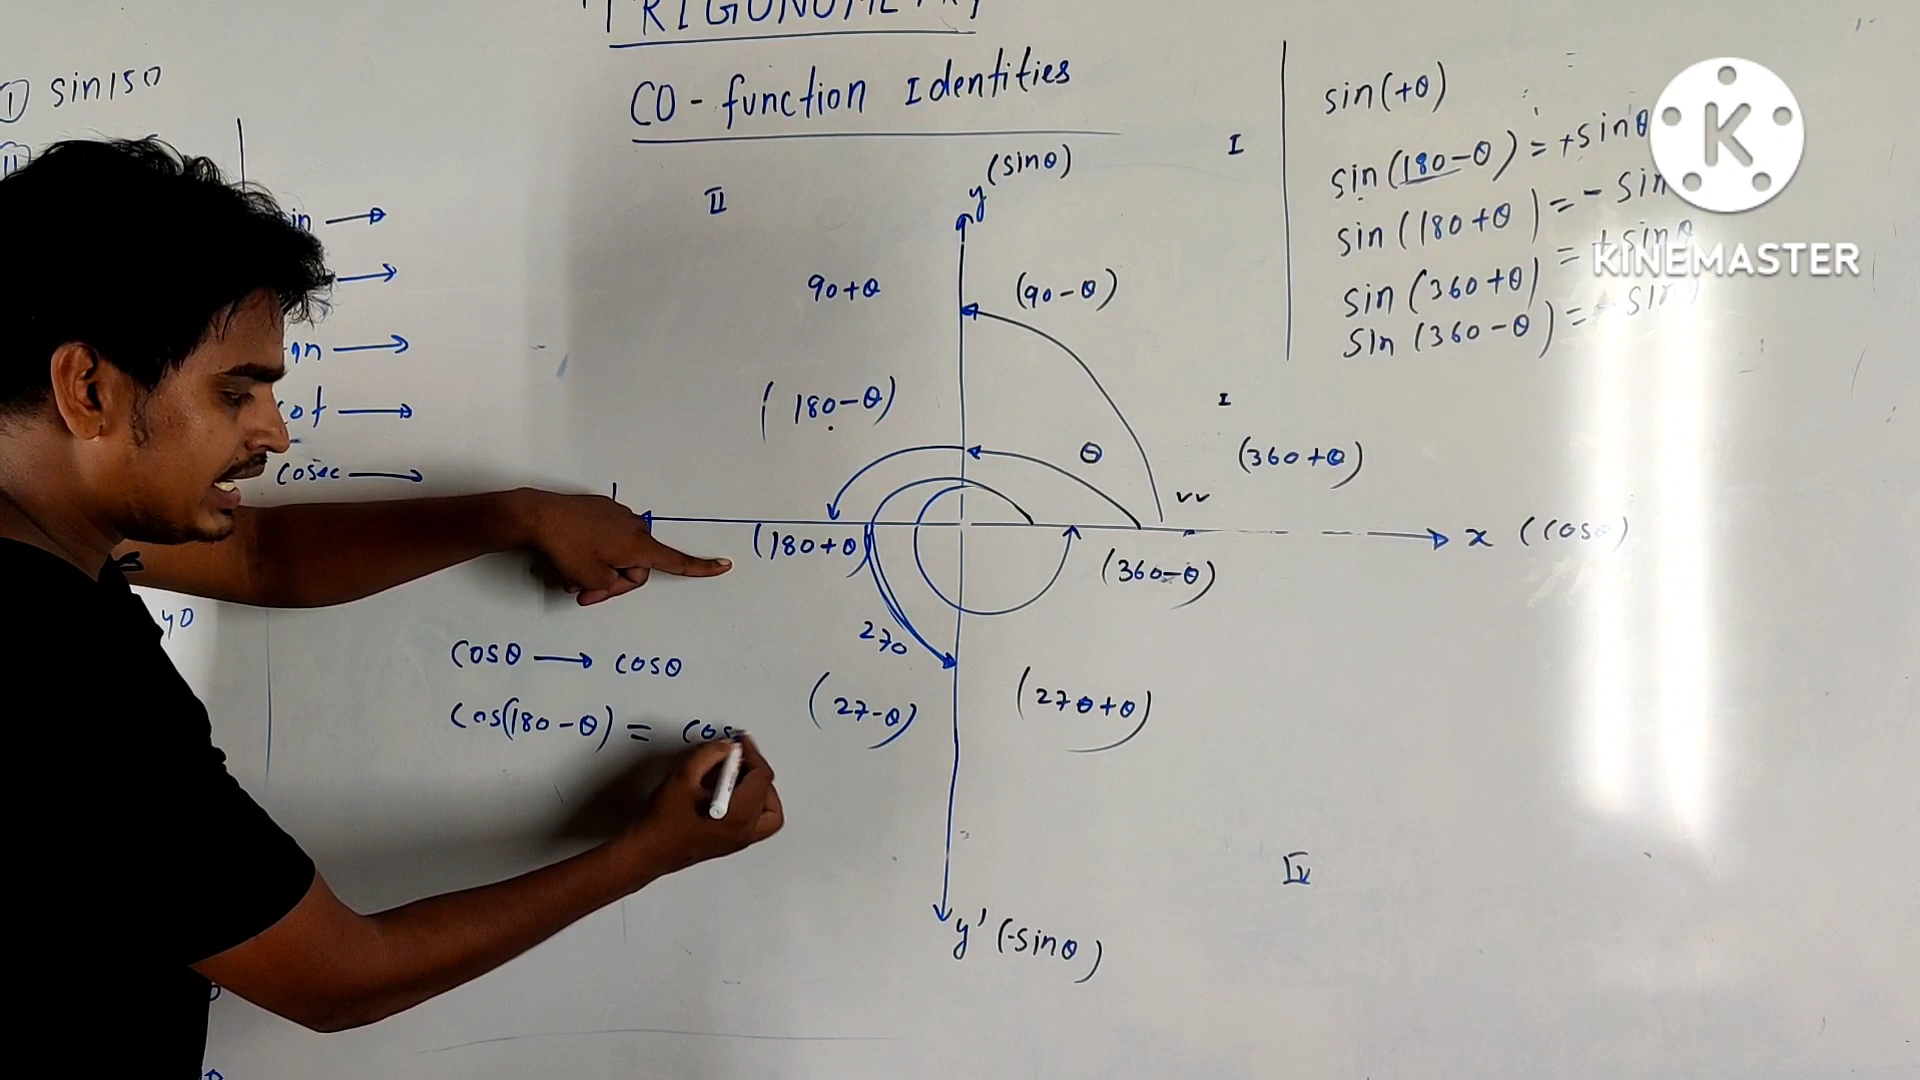 TRIGONOMETRY
CO-function Identities
① sin150
in →
→
an →
cot →
cosec →
y (sinθ)
II
I
90+θ
(90-θ)
(180-θ)
θ
I
(360+θ)
(180+θ)
(360-θ)
x (cosθ)
270
(27-θ)
(270+θ)
IV
y' (-sinθ)
cosθ → cosθ
cos(180-θ) = cos
sin(+θ)
sin(180-θ) = +sinθ
sin(180+θ) = - sin
sin(360+θ) = + sinθ
sin(360-θ) = - sin
K
KINEMASTER